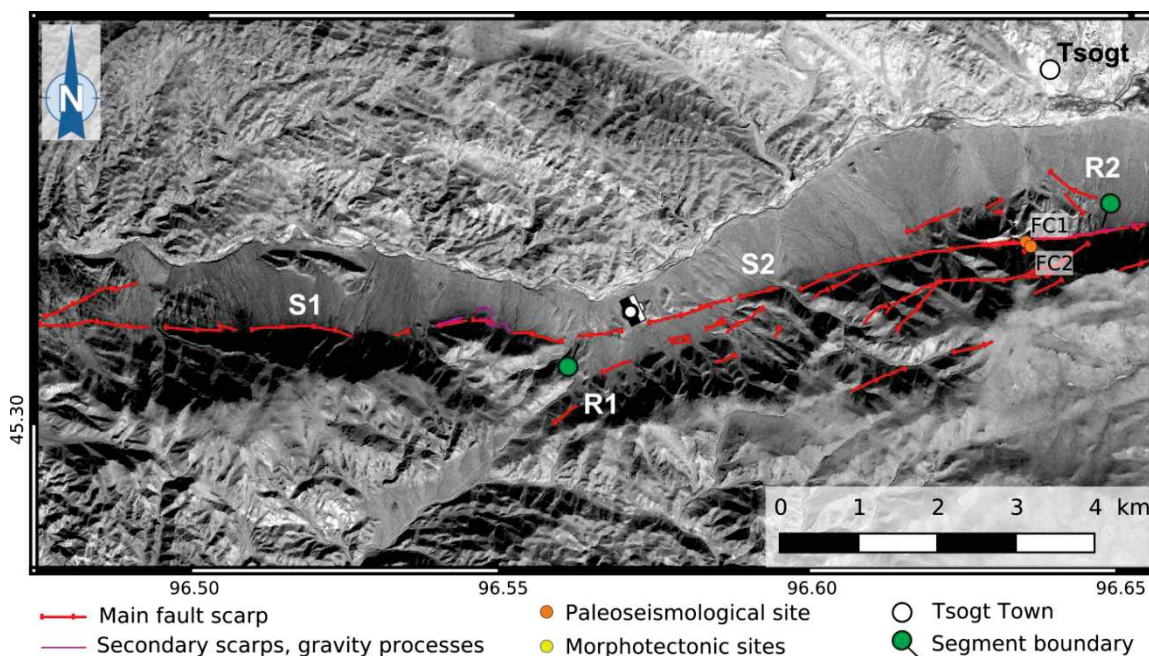 N
Tsogt
R2
FC1
FC2
S2
S1
R1
45.30
0 1 2 3 4 km
96.50 96.55 96.60 96.65
Main fault scarp
Secondary scarps, gravity processes
Paleoseismological site
Morphotectonic sites
Tsogt Town
Segment boundary